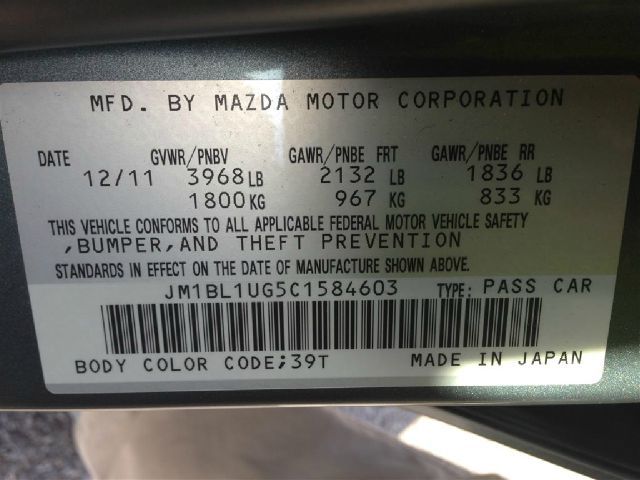 MFD. BY MAZDA MOTOR CORPORATION
DATE GVWR/PNBV GAWR/PNBE FRT GAWR/PNBE RR
12/11 3968 LB 2132 LB 1836 LB
1800KG 967 KG 833 KG
THIS VEHICLE CONFORMS TO ALL APPLICABLE FEDERAL MOTOR VEHICLE SAFETY
,BUMPER,AND THEFT PREVENTION
STANDARDS IN EFFECT ON THE DATE OF MANUFACTURE SHOWN ABOVE.
JM1BL1UG5C1584603 TYPE: PASS CAR
BODY COLOR CODE;39T MADE IN JAPAN